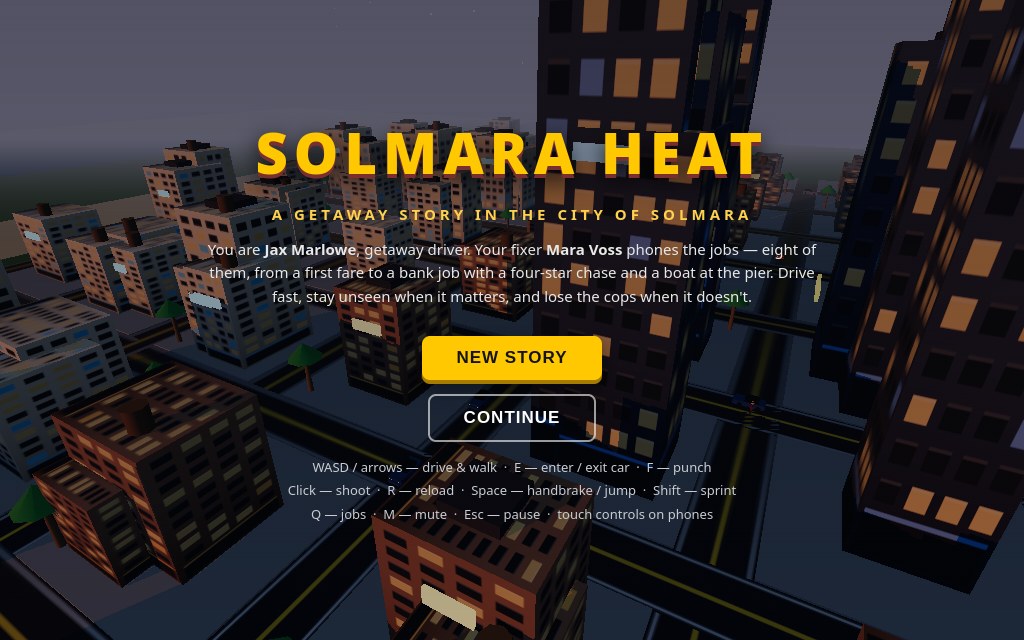 SOLMARA HEAT
A GETAWAY STORY IN THE CITY OF SOLMARA
You are Jax Marlowe, getaway driver. Your fixer Mara Voss phones the jobs — eight of
them, from a first fare to a bank job with a four-star chase and a boat at the pier. Drive
fast, stay unseen when it matters, and lose the cops when it doesn't.
NEW STORY
CONTINUE
WASD / arrows — drive & walk · E — enter / exit car · F — punch
Click — shoot · R — reload · Space — handbrake / jump · Shift — sprint
Q — jobs · M — mute · Esc — pause · touch controls on phones